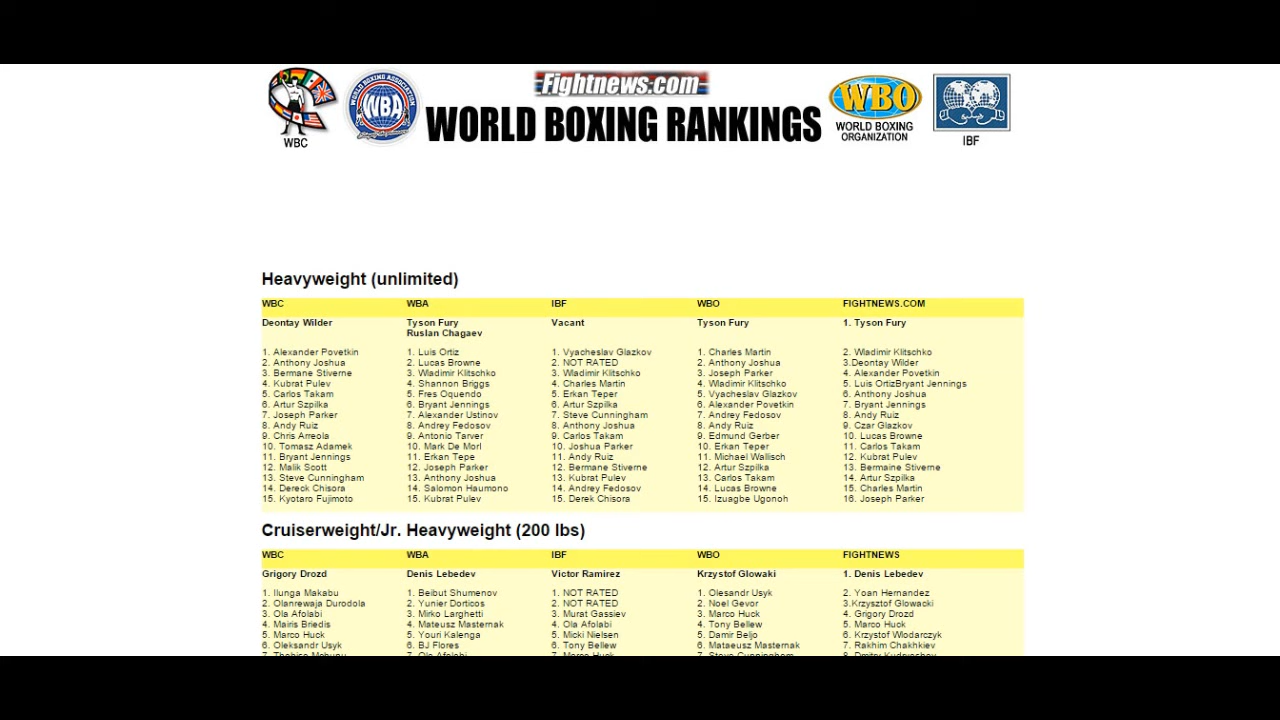 Fightnews.com
WORLD BOXING RANKINGS
WBC
WORLD BOXING ASSOCIATION
WBA
WBO
WORLD BOXING
ORGANIZATION
IBF
Heavyweight (unlimited)
WBC WBA IBF WBO FIGHTNEWS.COM
Deontay Wilder Tyson Fury Vacant Tyson Fury 1. Tyson Fury
Ruslan Chagaev
1. Alexander Povetkin 1. Luis Ortiz 1. Vyacheslav Glazkov 1. Charles Martin 2. Wladimir Klitschko
2. Anthony Joshua 2. Lucas Browne 2. NOT RATED 2. Anthony Joshua 3.Deontay Wilder
3. Bermane Stiverne 3. Wladimir Klitschko 3. Wladimir Klitschko 3. Joseph Parker 4. Alexander Povetkin
4. Kubrat Pulev 4. Shannon Briggs 4. Charles Martin 4. Wladimir Klitschko 5. Luis OrtizBryant Jennings
5. Carlos Takam 5. Fres Oquendo 5. Erkan Teper 5. Vyacheslav Glazkov 6. Anthony Joshua
6. Artur Szpilka 6. Bryant Jennings 6. Artur Szpilka 6. Alexander Povetkin 7. Bryant Jennings
7. Joseph Parker 7. Alexander Ustinov 7. Steve Cunningham 7. Andrey Fedosov 8. Andy Ruiz
8. Andy Ruiz 8. Andrey Fedosov 8. Anthony Joshua 8. Andy Ruiz 9. Czar Glazkov
9. Chris Arreola 9. Antonio Tarver 9. Carlos Takam 9. Edmund Gerber 10. Lucas Browne
10. Tomasz Adamek 10. Mark De Morl 10. Joshua Parker 10. Erkan Teper 11. Carlos Takam
11. Bryant Jennings 11. Erkan Tepe 11. Andy Ruiz 11. Michael Wallisch 12. Kubrat Pulev
12. Malik Scott 12. Joseph Parker 12. Bermane Stiverne 12. Artur Szpilka 13. Bermaine Stiverne
13. Steve Cunningham 13. Anthony Joshua 13. Kubrat Pulev 13. Carlos Takam 14. Artur Szpilka
14. Dereck Chisora 14. Salomon Haumono 14. Andrey Fedosov 14. Lucas Browne 15. Charles Martin
15. Kyotaro Fujimoto 15. Kubrat Pulev 15. Derek Chisora 15. Izuagbe Ugonoh 16. Joseph Parker
Cruiserweight/Jr. Heavyweight (200 lbs)
WBC WBA IBF WBO FIGHTNEWS
Grigory Drozd Denis Lebedev Victor Ramirez Krzystof Glowaki 1. Denis Lebedev
1. Ilunga Makabu 1. Beibut Shumenov 1. NOT RATED 1. Olesandr Usyk 2. Yoan Hernandez
2. Olanrewaja Durodola 2. Yunier Dorticos 2. NOT RATED 2. Noel Gevor 3.Krzysztof Glowacki
3. Ola Afolabi 3. Mirko Larghetti 3. Murat Gassiev 3. Marco Huck 4. Grigory Drozd
4. Mairis Briedis 4. Mateusz Masternak 4. Ola Afolabi 4. Tony Bellew 5. Marco Huck
5. Marco Huck 5. Youri Kalenga 5. Micki Nielsen 5. Damir Beljo 6. Krzystof Wlodarczyk
6. Oleksandr Usyk 6. BJ Flores 6. Tony Bellew 6. Mataeusz Masternak 7. Rakhim Chakhkiev
7. Ola Afolabi 7. Marco Huck 7. Steve Cunningham